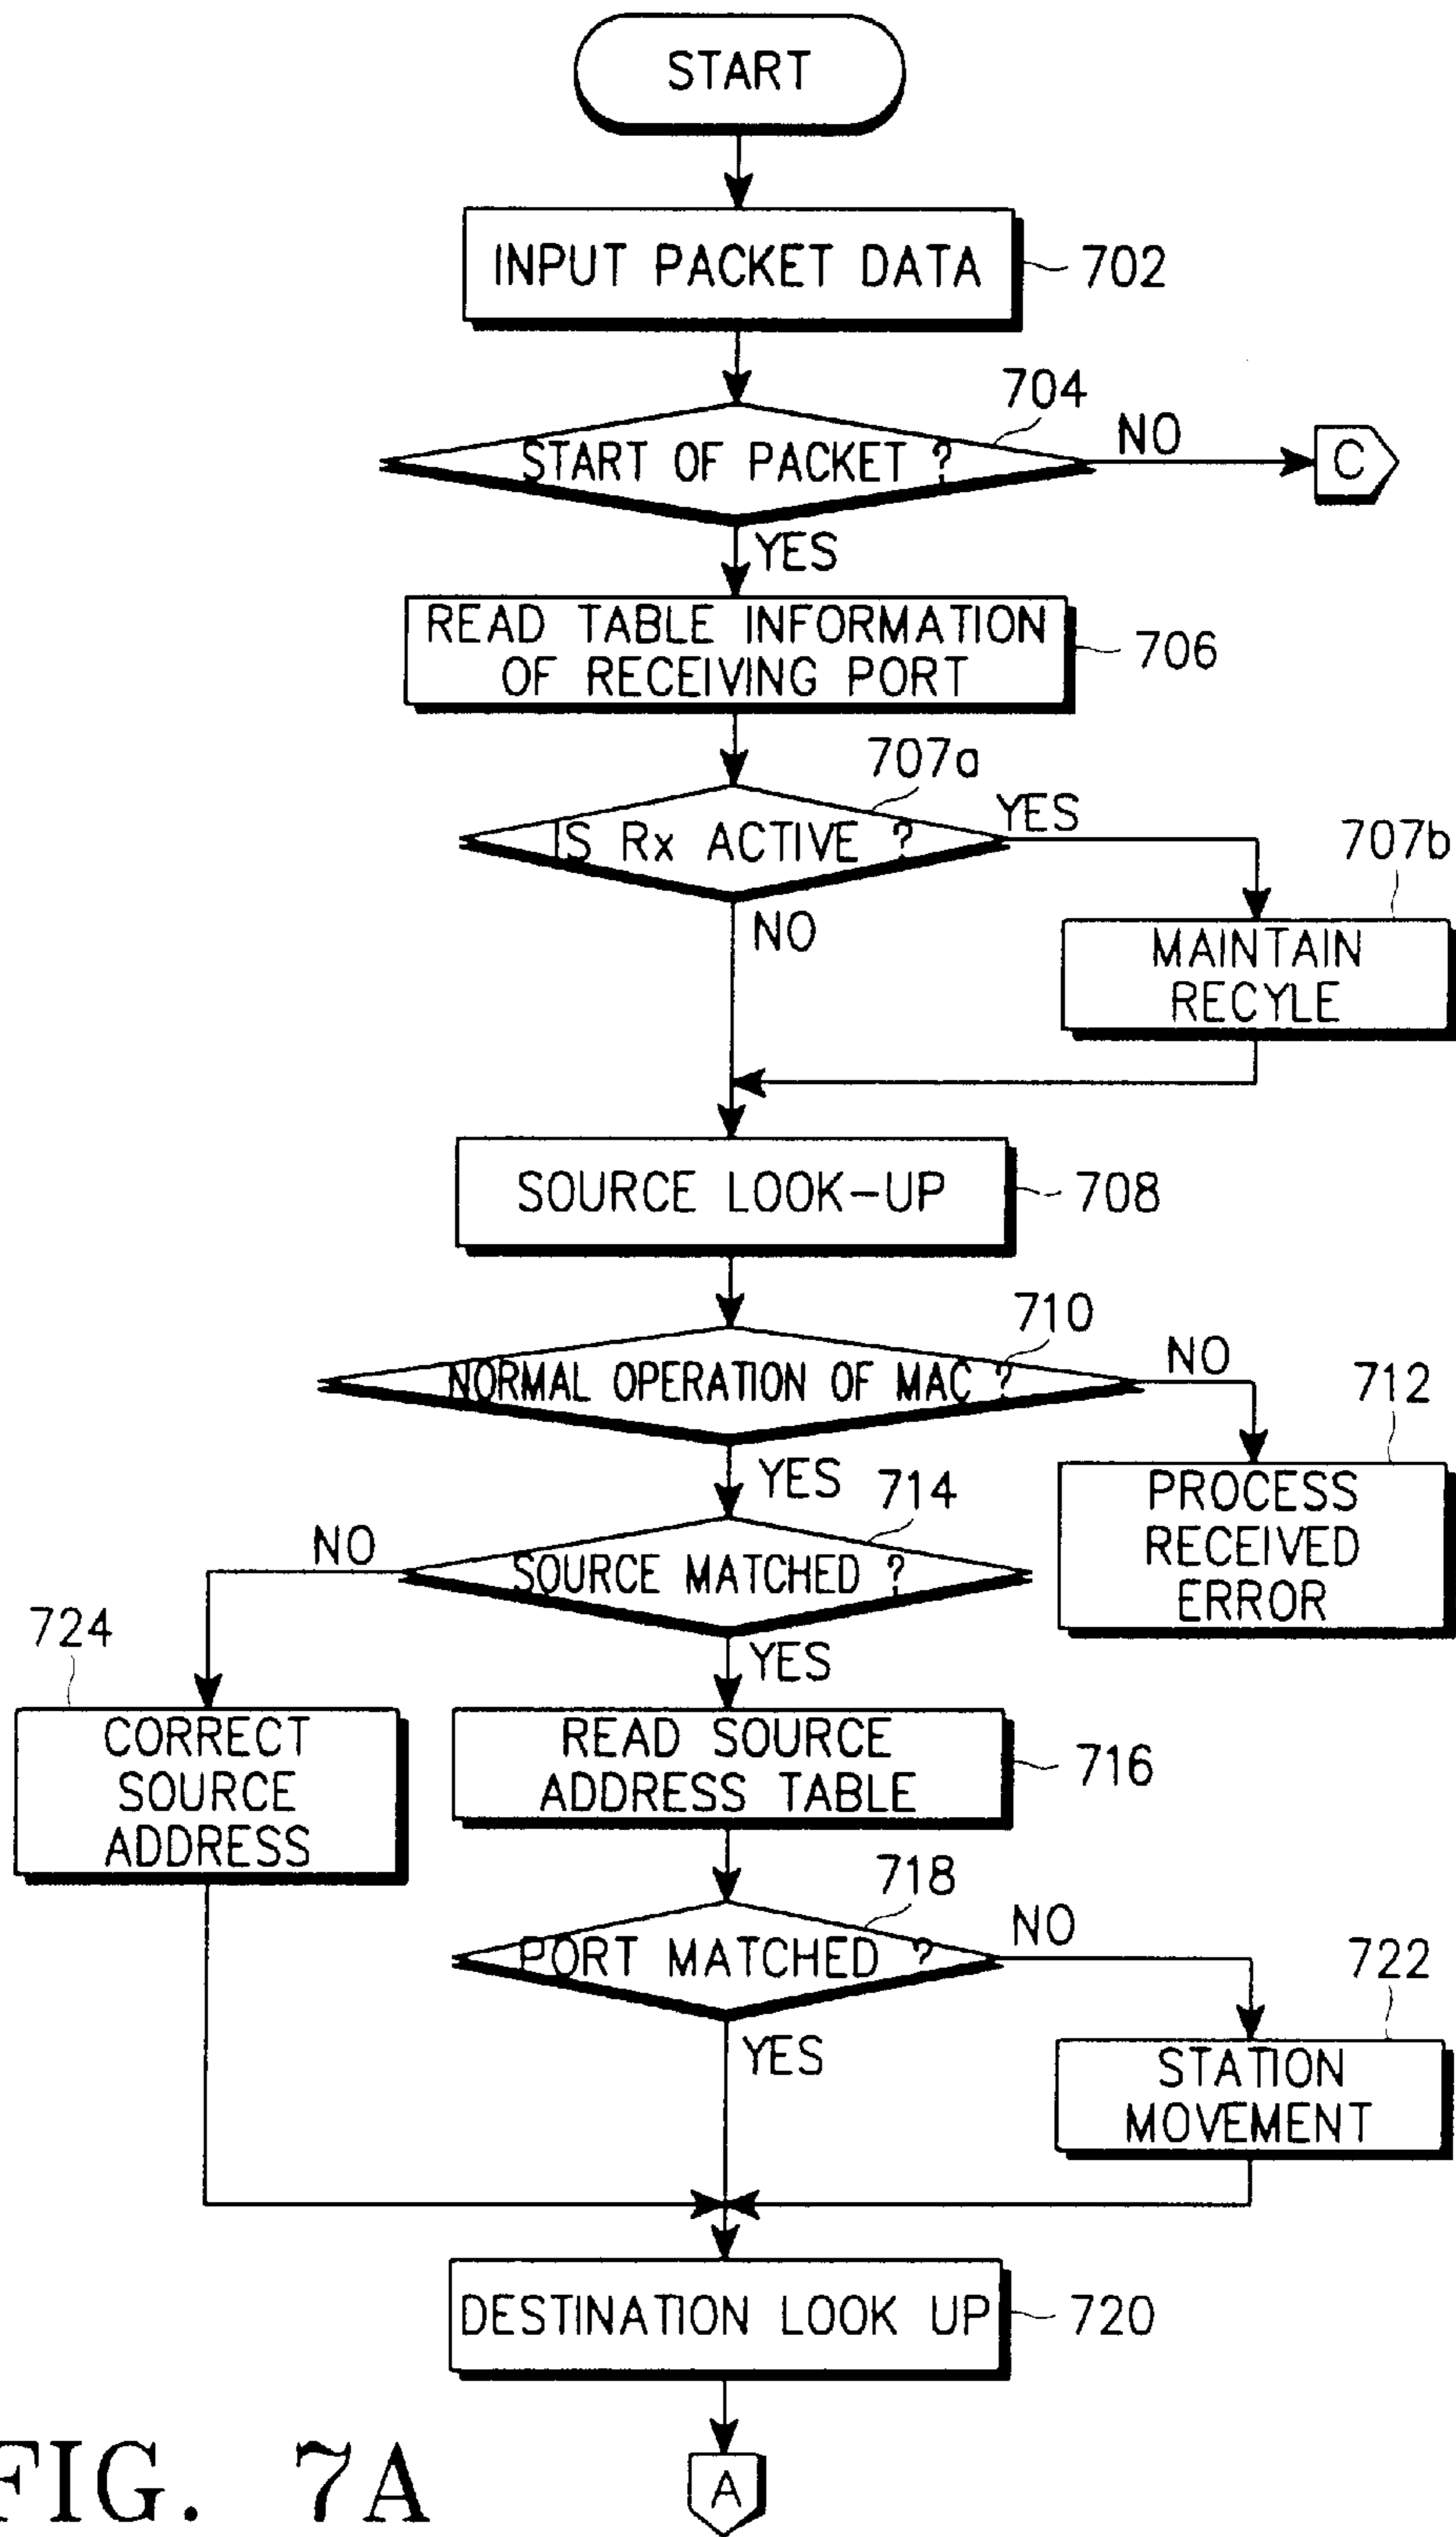 START
INPUT PACKET DATA
702
704
START OF PACKET ?
NO
C
YES
READ TABLE INFORMATION
OF RECEIVING PORT
706
707a
IS Rx ACTIVE ?
YES
707b
NO
MAINTAIN
RECYLE
SOURCE LOOK-UP
708
710
NORMAL OPERATION OF MAC ?
NO
712
YES
PROCESS
RECEIVED
ERROR
714
SOURCE MATCHED ?
NO
724
YES
CORRECT
SOURCE
ADDRESS
READ SOURCE
ADDRESS TABLE
716
718
PORT MATCHED ?
NO
722
YES
STATION
MOVEMENT
DESTINATION LOOK UP
720
A
FIG. 7A